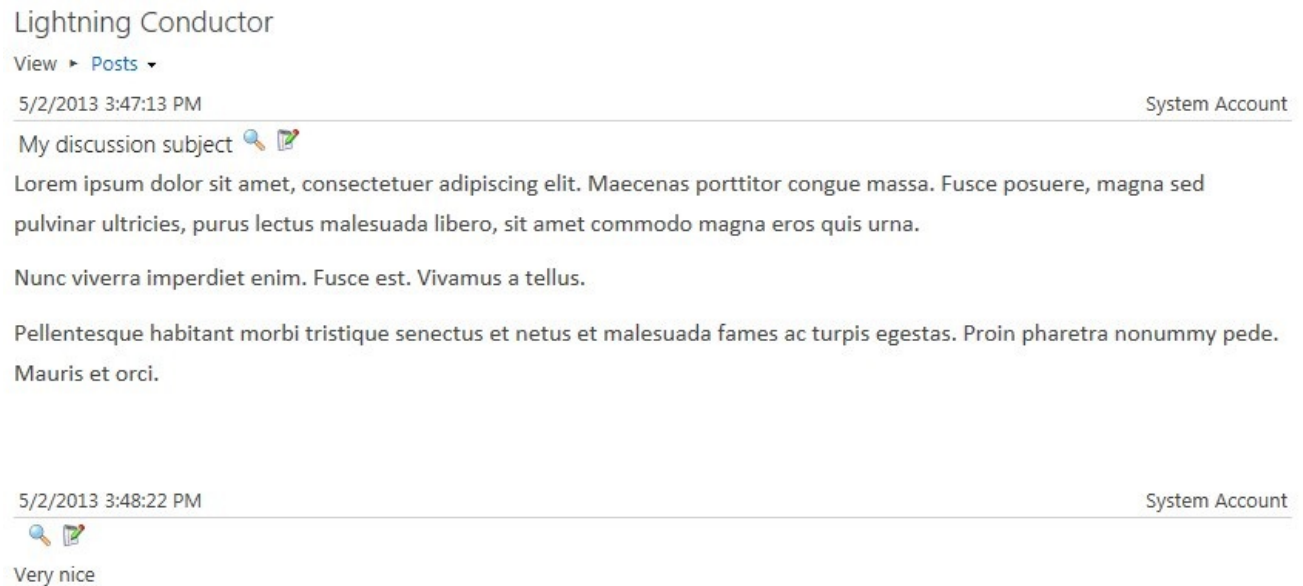 Lightning Conductor
View ▸ Posts ▾
5/2/2013 3:47:13 PM System Account
My discussion subject
Lorem ipsum dolor sit amet, consectetuer adipiscing elit. Maecenas porttitor congue massa. Fusce posuere, magna sed
pulvinar ultricies, purus lectus malesuada libero, sit amet commodo magna eros quis urna.
Nunc viverra imperdiet enim. Fusce est. Vivamus a tellus.
Pellentesque habitant morbi tristique senectus et netus et malesuada fames ac turpis egestas. Proin pharetra nonummy pede.
Mauris et orci.
5/2/2013 3:48:22 PM System Account
Very nice